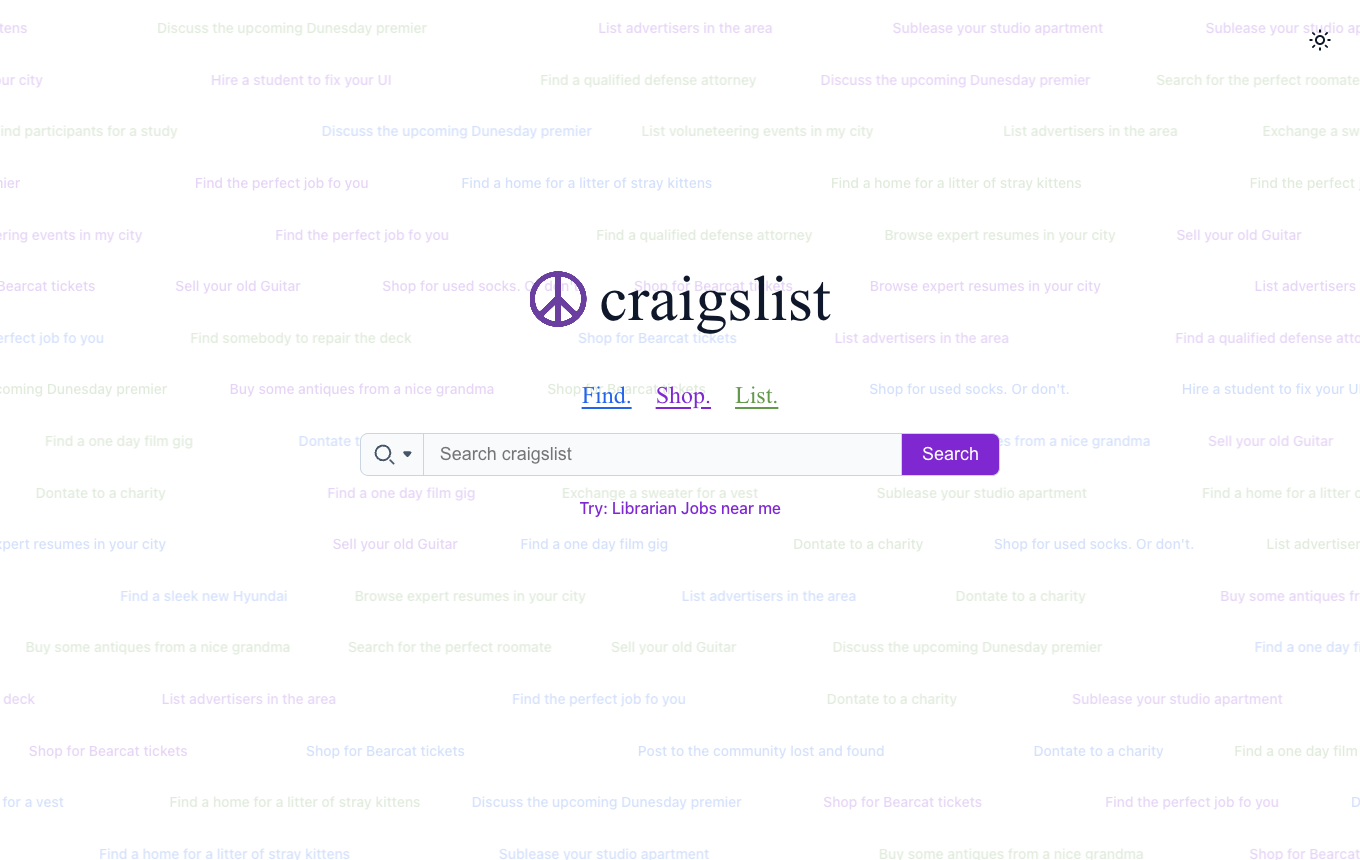 tens Discuss the upcoming Dunesday premier List advertisers in the area Sublease your studio apartment Sublease your studio ap
ur city Hire a student to fix your UI Find a qualified defense attorney Discuss the upcoming Dunesday premier Search for the perfect roomate
ind participants for a study Discuss the upcoming Dunesday premier List voluneteering events in my city List advertisers in the area Exchange a sw
nier Find the perfect job fo you Find a home for a litter of stray kittens Find a home for a litter of stray kittens Find the perfect j
ering events in my city Find the perfect job fo you Find a qualified defense attorney Browse expert resumes in your city Sell your old Guitar
Bearcat tickets Sell your old Guitar Shop for used socks. Or don't. Shop for Bearcat tickets Browse expert resumes in your city List advertisers
craigslist
erfect job fo you Find somebody to repair the deck Shop for Bearcat tickets List advertisers in the area Find a qualified defense atto
coming Dunesday premier Buy some antiques from a nice grandma Shop for Bearcat tickets Shop for used socks. Or don't. Hire a student to fix your UI
Find. Shop. List.
Find a one day film gig Dontate t s from a nice grandma Sell your old Guitar
Search craigslist Search
Dontate to a charity Find a one day film gig Exchange a sweater for a vest Sublease your studio apartment Find a home for a litter o
Try: Librarian Jobs near me
xpert resumes in your city Sell your old Guitar Find a one day film gig Dontate to a charity Shop for used socks. Or don't. List advertiser
Find a sleek new Hyundai Browse expert resumes in your city List advertisers in the area Dontate to a charity Buy some antiques fr
Buy some antiques from a nice grandma Search for the perfect roomate Sell your old Guitar Discuss the upcoming Dunesday premier Find a one day fi
deck List advertisers in the area Find the perfect job fo you Dontate to a charity Sublease your studio apartment
Shop for Bearcat tickets Shop for Bearcat tickets Post to the community lost and found Dontate to a charity Find a one day film
for a vest Find a home for a litter of stray kittens Discuss the upcoming Dunesday premier Shop for Bearcat tickets Find the perfect job fo you D
Find a home for a litter of stray kittens Sublease your studio apartment Buy some antiques from a nice grandma Shop for Bearcat